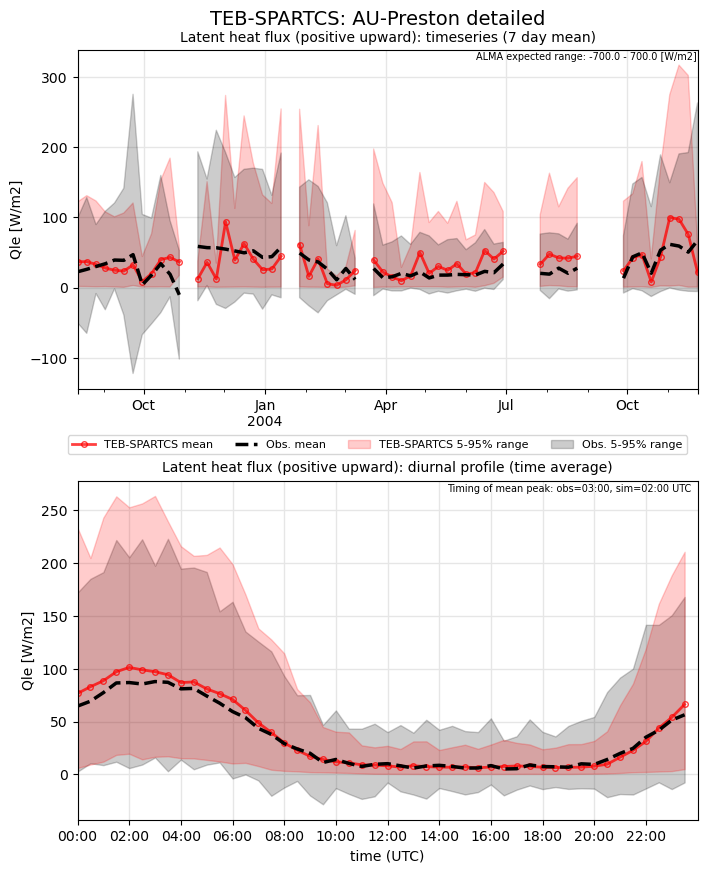 TEB-SPARTCS: AU-Preston detailed
Latent heat flux (positive upward): timeseries (7 day mean)
ALMA expected range: -700.0 - 700.0 [W/m2]
300
200
100
0
−100
Qle [W/m2]
Oct
Jan
2004
Apr
Jul
Oct
TEB-SPARTCS mean
Obs. mean
TEB-SPARTCS 5-95% range
Obs. 5-95% range
Latent heat flux (positive upward): diurnal profile (time average)
Timing of mean peak: obs=03:00, sim=02:00 UTC
250
200
150
100
50
0
Qle [W/m2]
00:00
02:00
04:00
06:00
08:00
10:00
12:00
14:00
16:00
18:00
20:00
22:00
time (UTC)